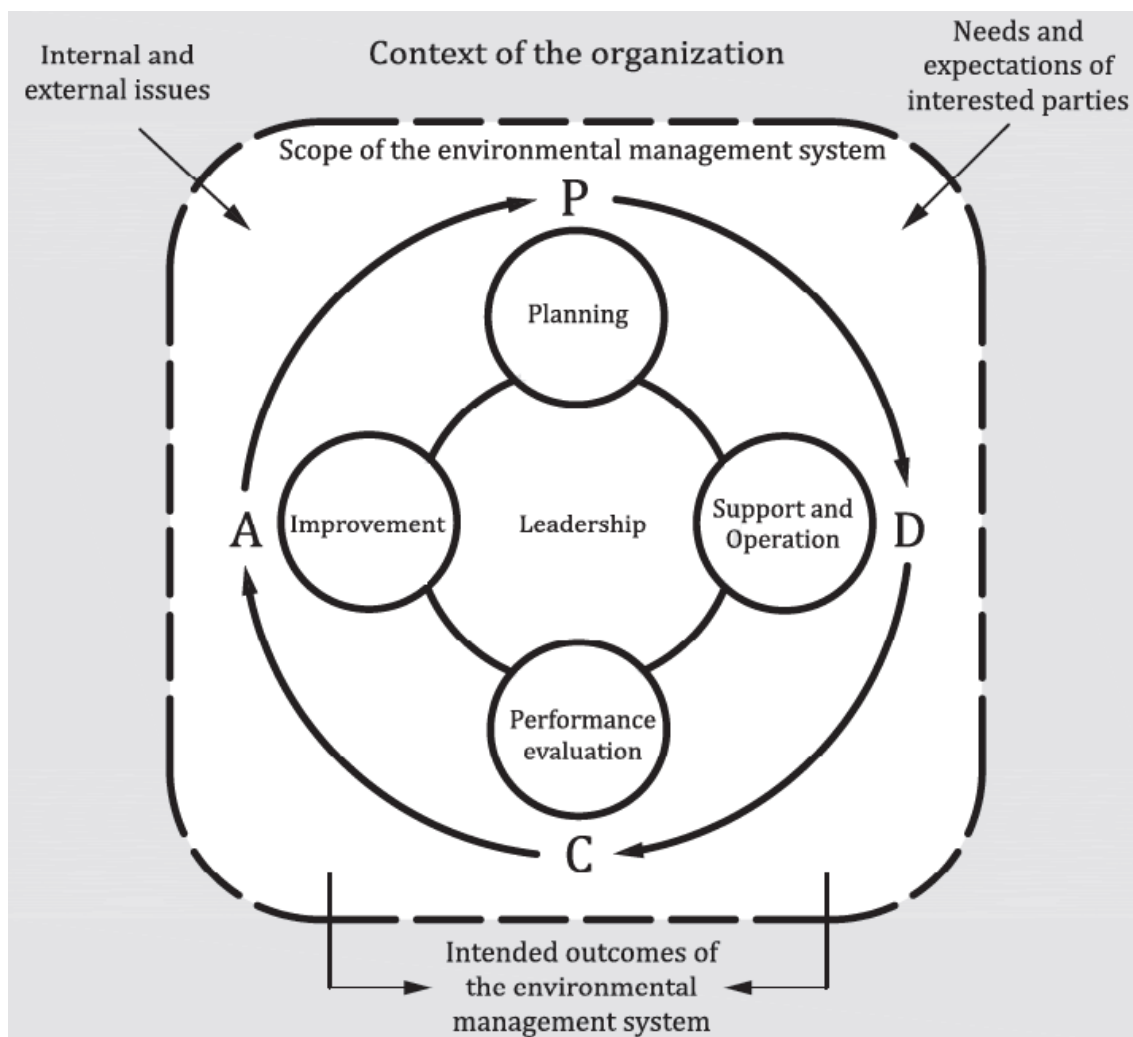 Context of the organization
Internal and
external issues
Needs and
expectations of
interested parties
Scope of the environmental management system
P
Planning
A
Improvement
Leadership
Support and
Operation
D
Performance
evaluation
C
Intended outcomes of
the environmental
management system